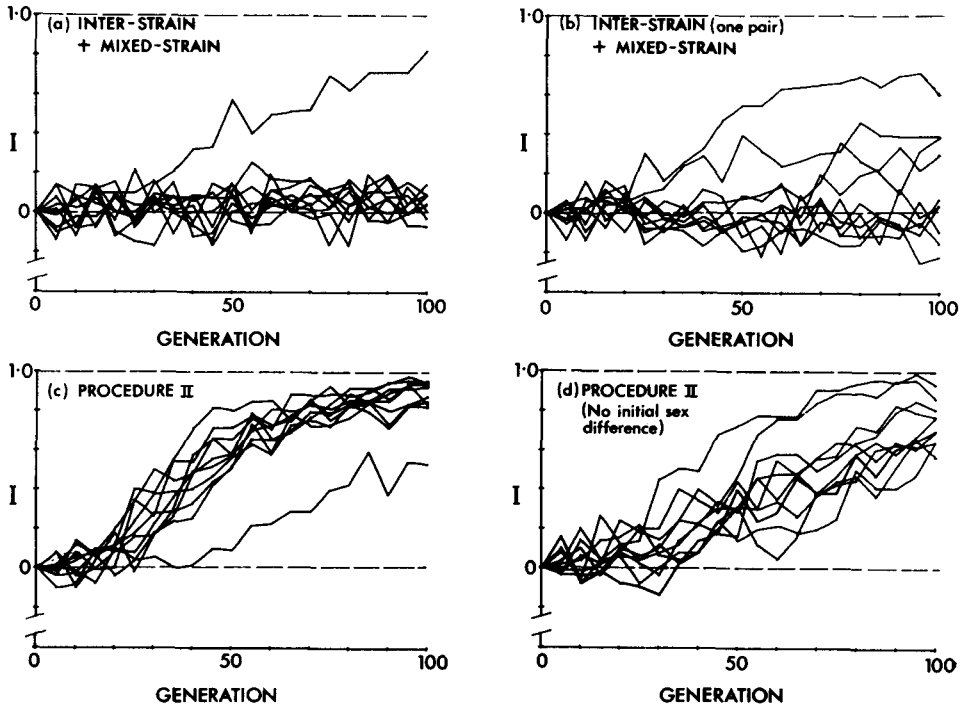 1·0
(a) INTER-STRAIN
+ MIXED-STRAIN
I
0
0
50
100
GENERATION
1·0
(b) INTER-STRAIN (one pair)
+ MIXED-STRAIN
I
0
0
50
100
GENERATION
1·0
(c) PROCEDURE II
I
0
0
50
100
GENERATION
1·0
(d) PROCEDURE II
(No initial sex
difference)
I
0
0
50
100
GENERATION